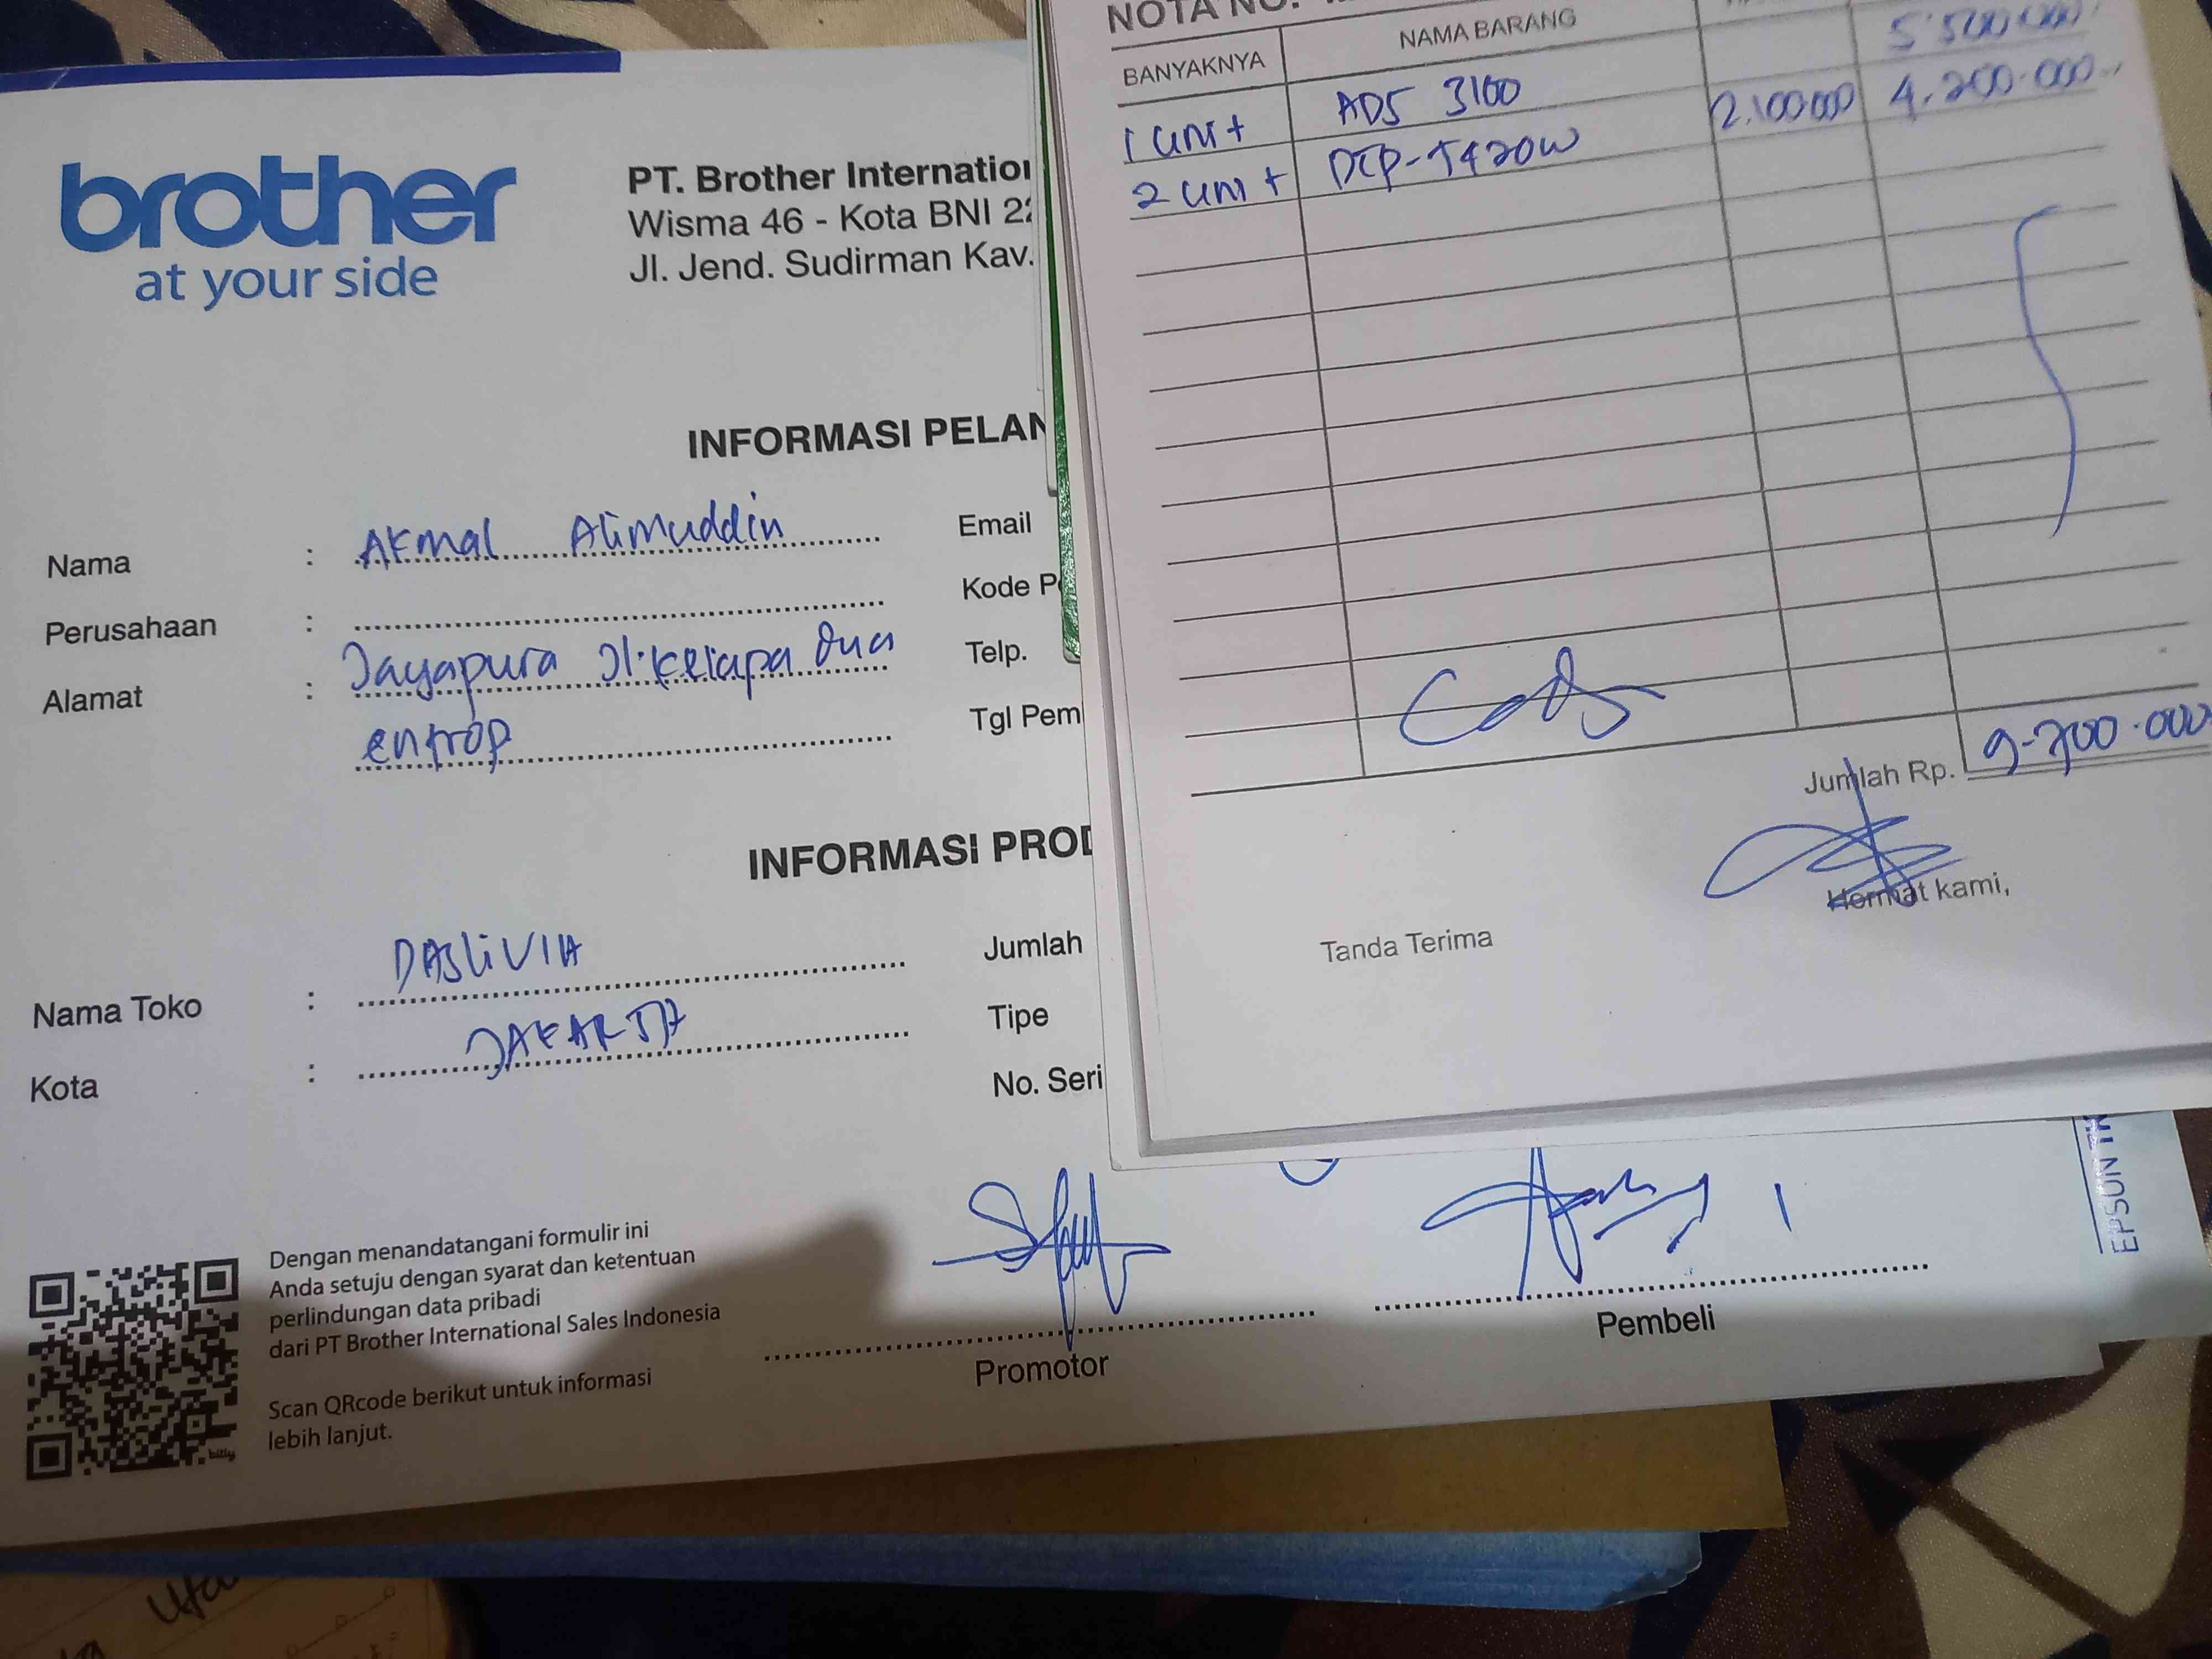 brother
at your side
PT. Brother Internatio
Wisma 46 - Kota BNI 22
Jl. Jend. Sudirman Kav.
INFORMASI PELAN
Nama : Akmal Alimuddin
Perusahaan :
Alamat : Jayapura Jl. Kelapa dua
entrop
Email
Kode P
Telp.
Tgl Pem
INFORMASI PROD
Nama Toko : DASLIVIA
Kota : JAKARTA
Jumlah
Tipe
No. Seri
Dengan menandatangani formulir ini
Anda setuju dengan syarat dan ketentuan
perlindungan data pribadi
dari PT Brother International Sales Indonesia
Scan QRcode berikut untuk informasi
lebih lanjut.
bitly
Promotor
Pembeli
NOTA NO.
BANYAKNYA NAMA BARANG
1 unit ADS 3100 5.500.000
2 unit DCP-T420W 2.100000 4.200.000
Jumlah Rp. 9.700.000
Tanda Terima
Hormat kami,